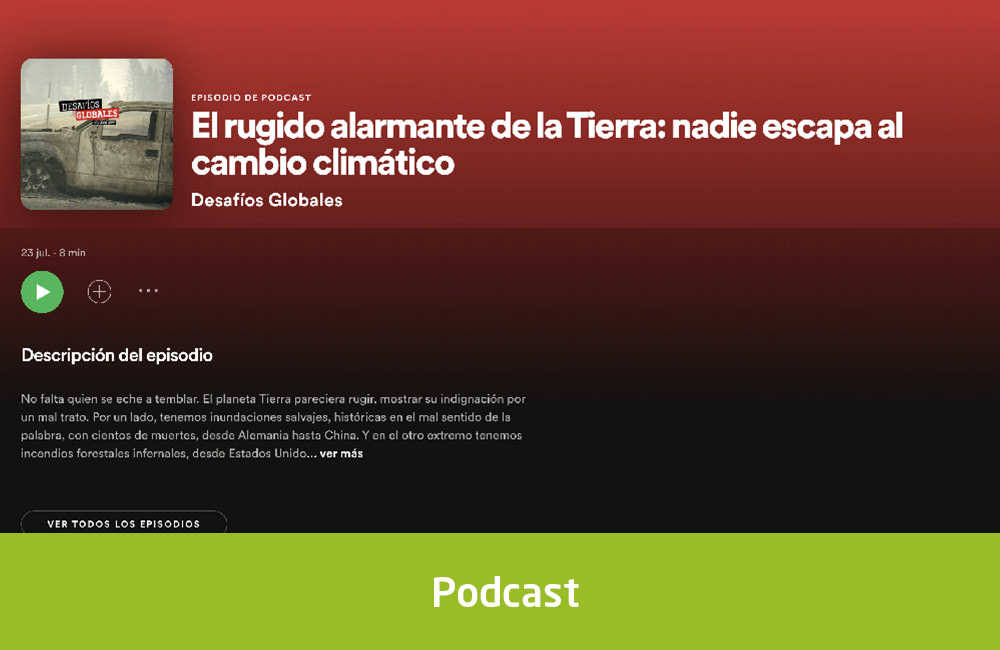 DESAFÍOS
GLOBALES
EPISODIO DE PODCAST
El rugido alarmante de la Tierra: nadie escapa al
cambio climático
Desafíos Globales
23 jul. · 8 min
Descripción del episodio
No falta quien se eche a temblar. El planeta Tierra pareciera rugir, mostrar su indignación por
un mal trato. Por un lado, tenemos inundaciones salvajes, históricas en el mal sentido de la
palabra, con cientos de muertes, desde Alemania hasta China. Y en el otro extremo tenemos
incendios forestales infernales, desde Estados Unido... ver más
VER TODOS LOS EPISODIOS
Podcast